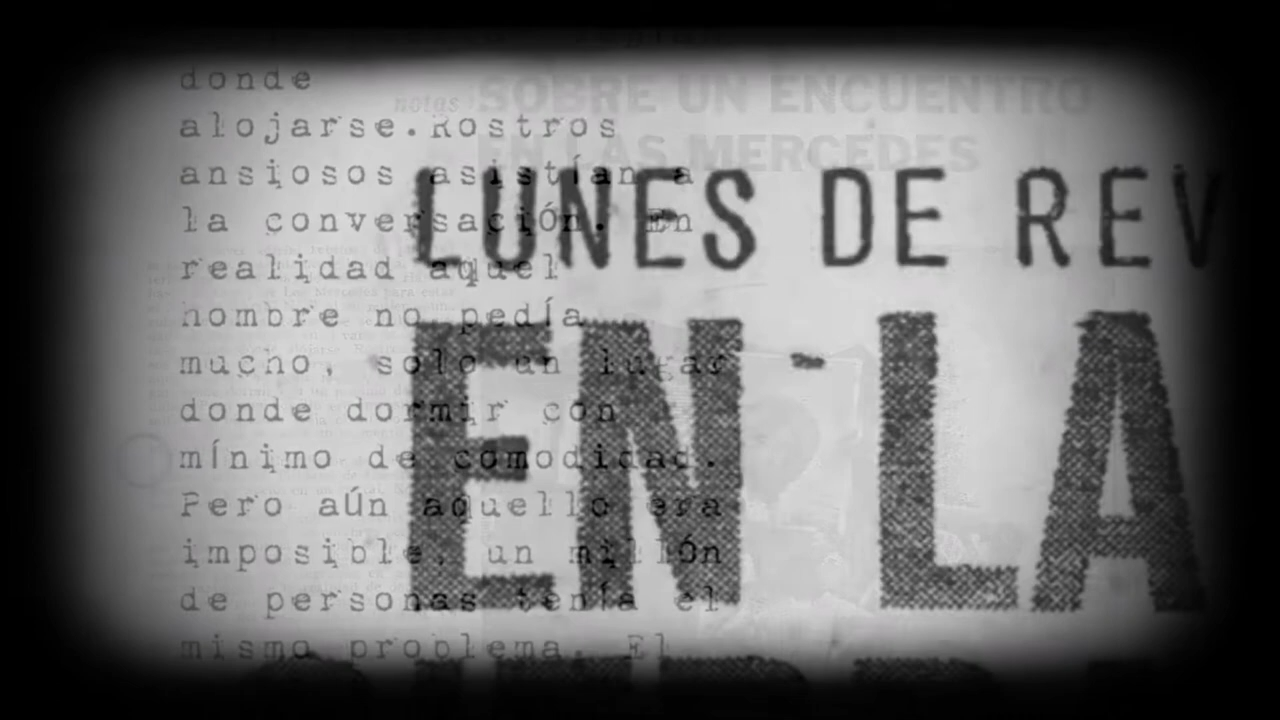 donde
alojarse.Rostros
ansiosos asistían a
la conversación. En
realidad aquel
hombre no pedía
mucho, solo un lugar
donde dormir con
mínimo de comodidad.
Pero aún aquello era
imposible, un millón
de personas tenía el
mismo problema. El
notas
SOBRE UN ENCUENTRO
EN LAS MERCEDES
LUNES DE REV
EN LA